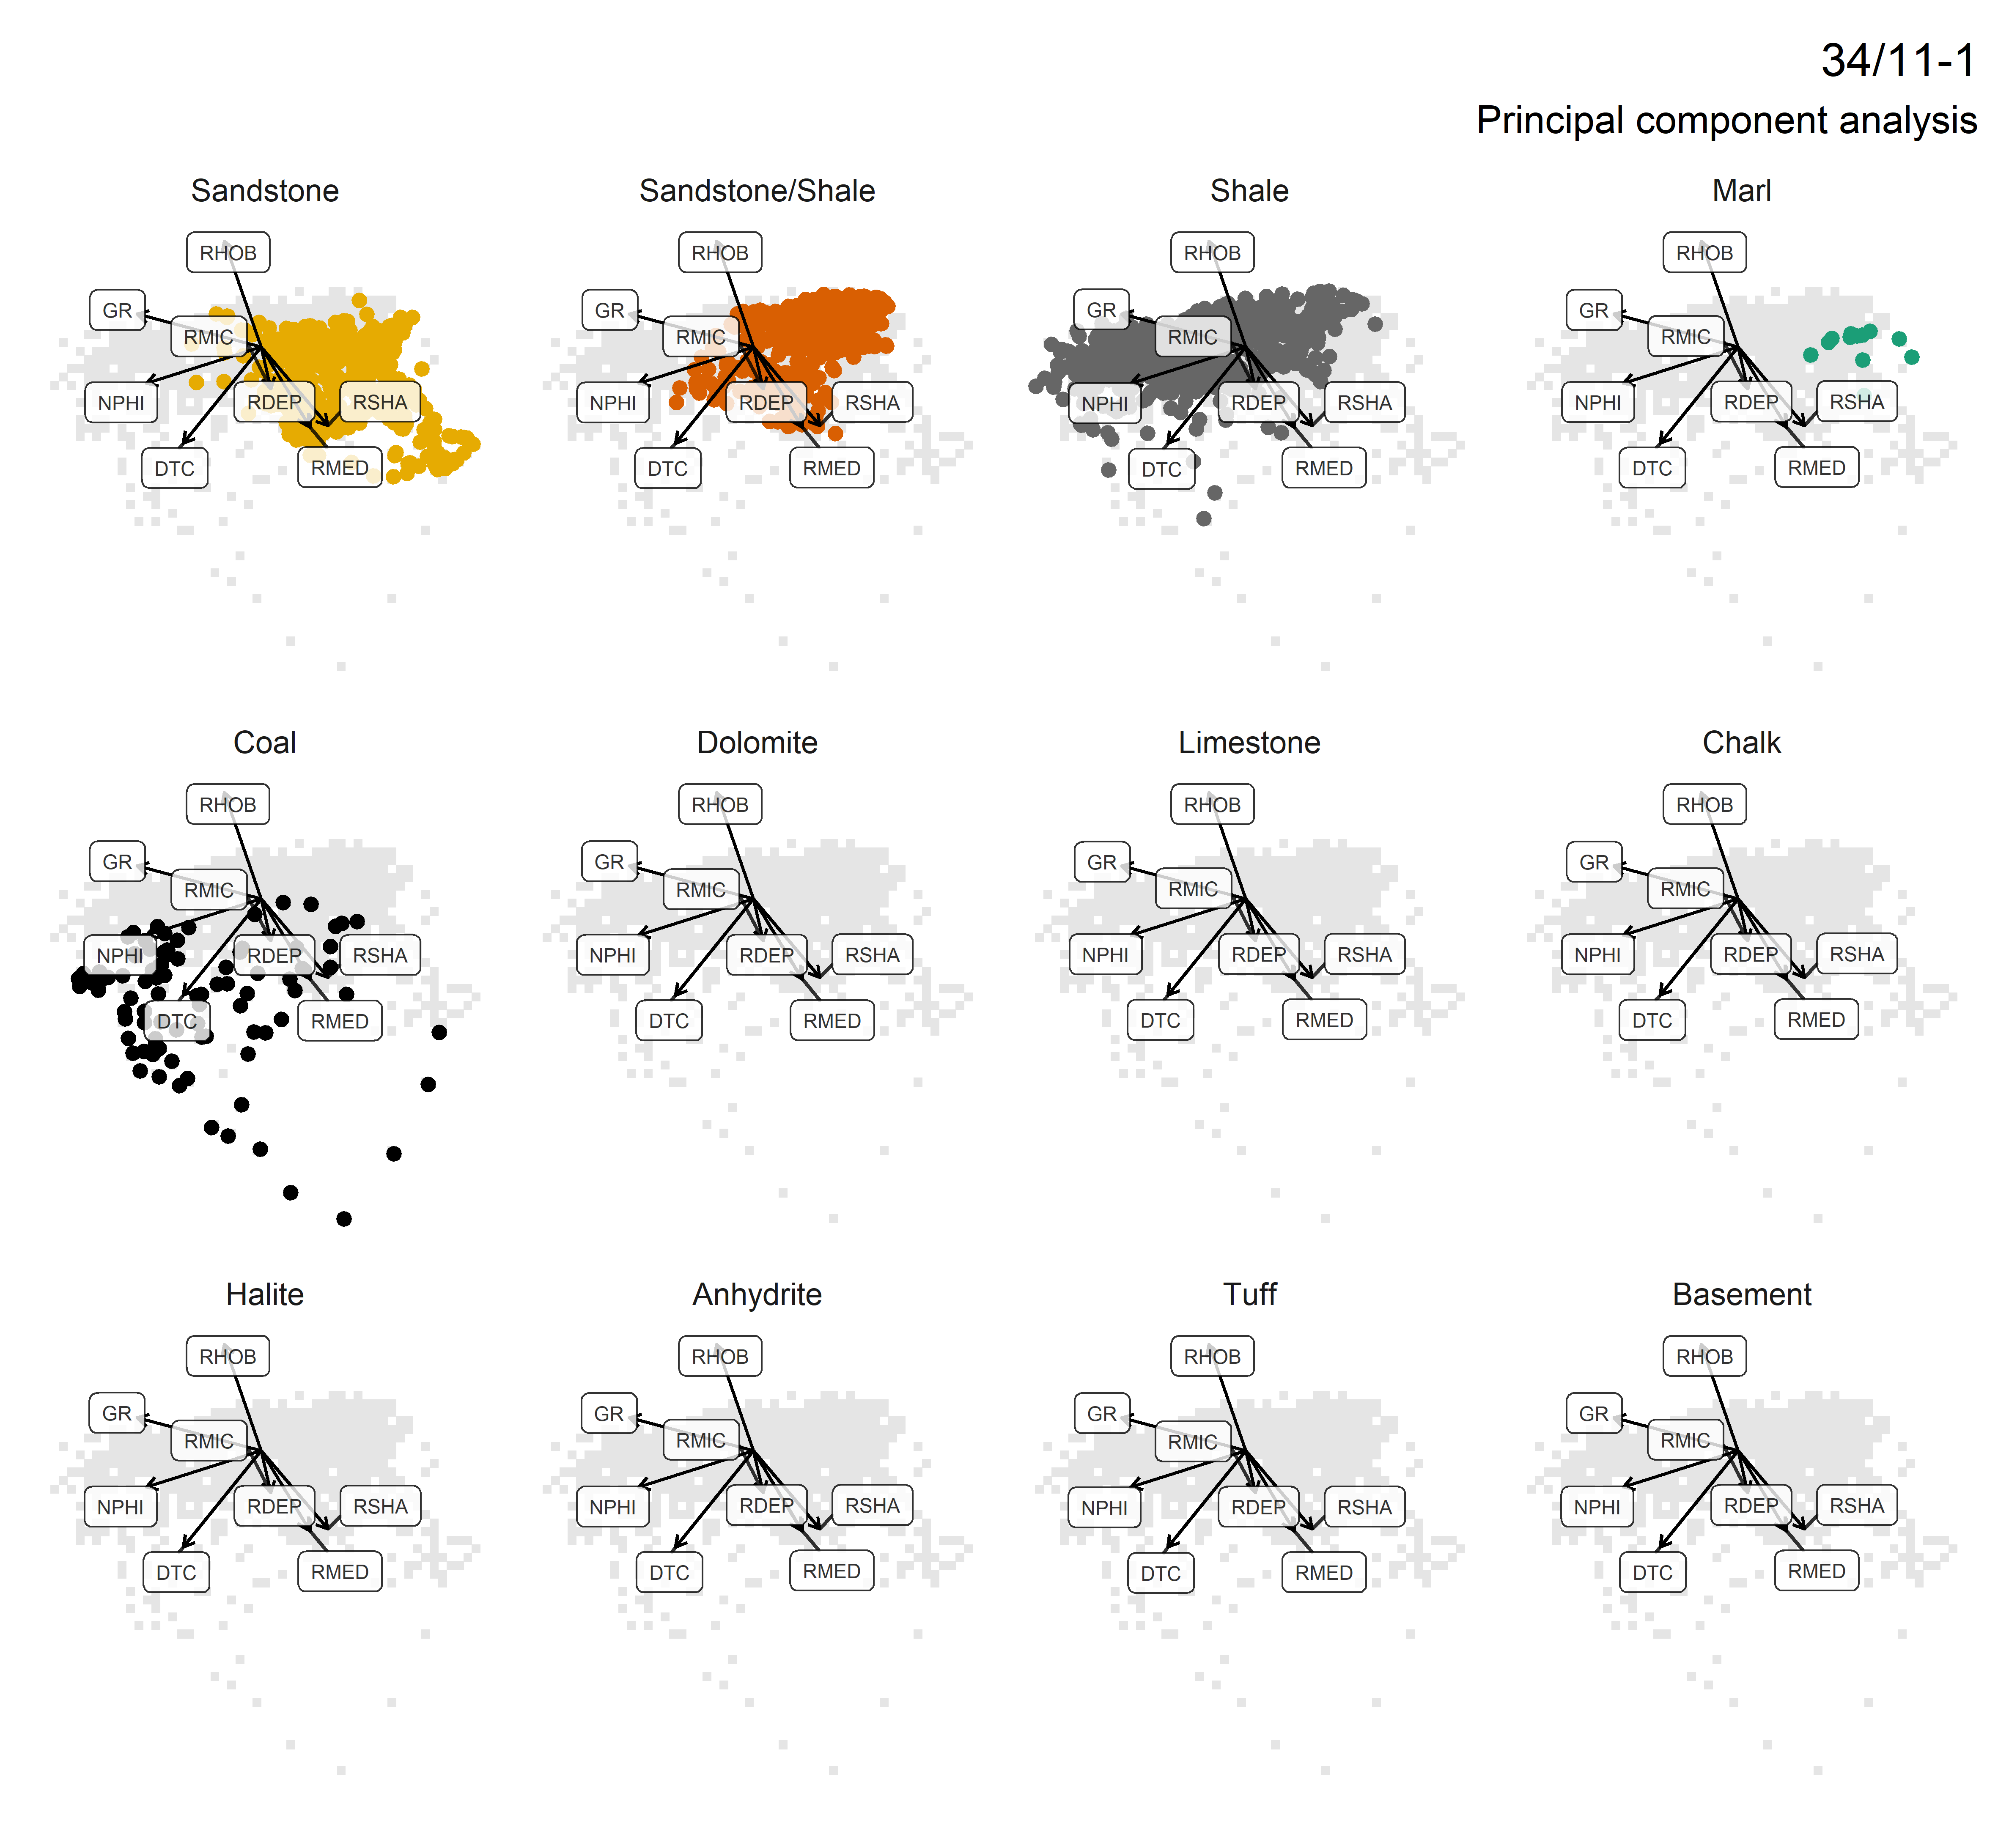 34/11-1
Principal component analysis
Sandstone Sandstone/Shale Shale Marl
RHOB RHOB RHOB RHOB
GR GR GR GR
RMIC RMIC RMIC RMIC
NPHI RDEP RSHA NPHI RDEP RSHA NPHI RDEP RSHA NPHI RDEP RSHA
DTC RMED DTC RMED DTC RMED DTC RMED
Coal Dolomite Limestone Chalk
RHOB RHOB RHOB RHOB
GR GR GR GR
RMIC RMIC RMIC RMIC
NPHI RDEP RSHA NPHI RDEP RSHA NPHI RDEP RSHA NPHI RDEP RSHA
DTC RMED DTC RMED DTC RMED DTC RMED
Halite Anhydrite Tuff Basement
RHOB RHOB RHOB RHOB
GR GR GR GR
RMIC RMIC RMIC RMIC
NPHI RDEP RSHA NPHI RDEP RSHA NPHI RDEP RSHA NPHI RDEP RSHA
DTC RMED DTC RMED DTC RMED DTC RMED